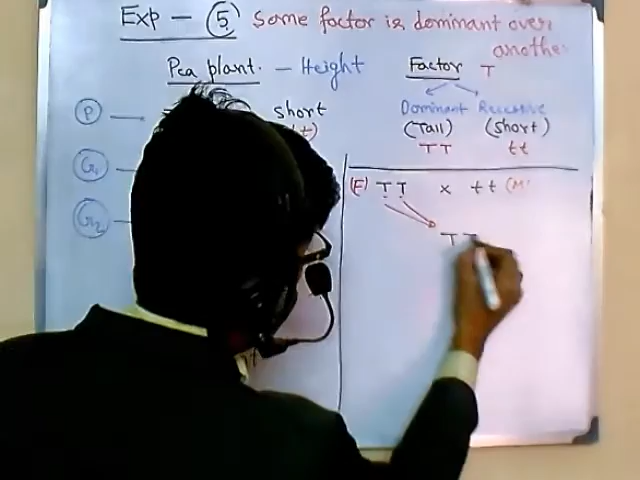 Exp – 5 Some factor is dominant over
another
Pea plant. – Height
Factor T
P short
Dominant Recessive
(Tall) (short)
TT tt
G₁
(F) TT x tt (M)
G₂
T T